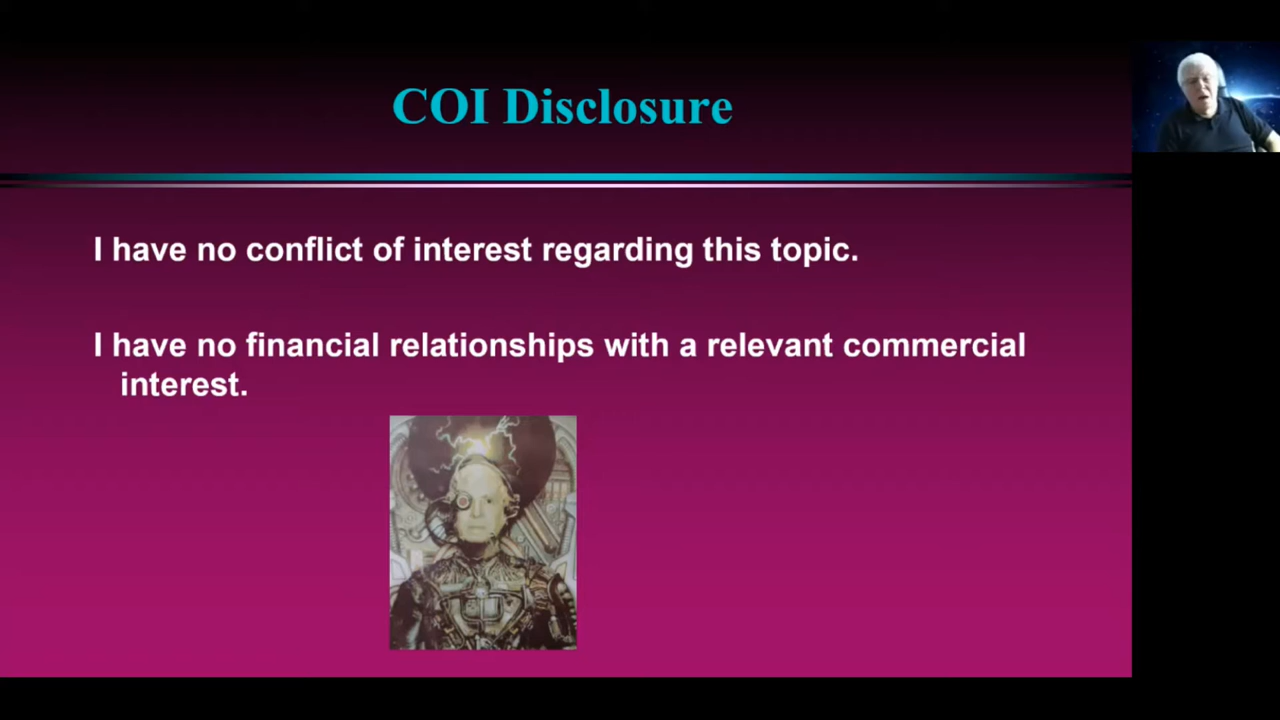 COI Disclosure
I have no conflict of interest regarding this topic.
I have no financial relationships with a relevant commercial
interest.